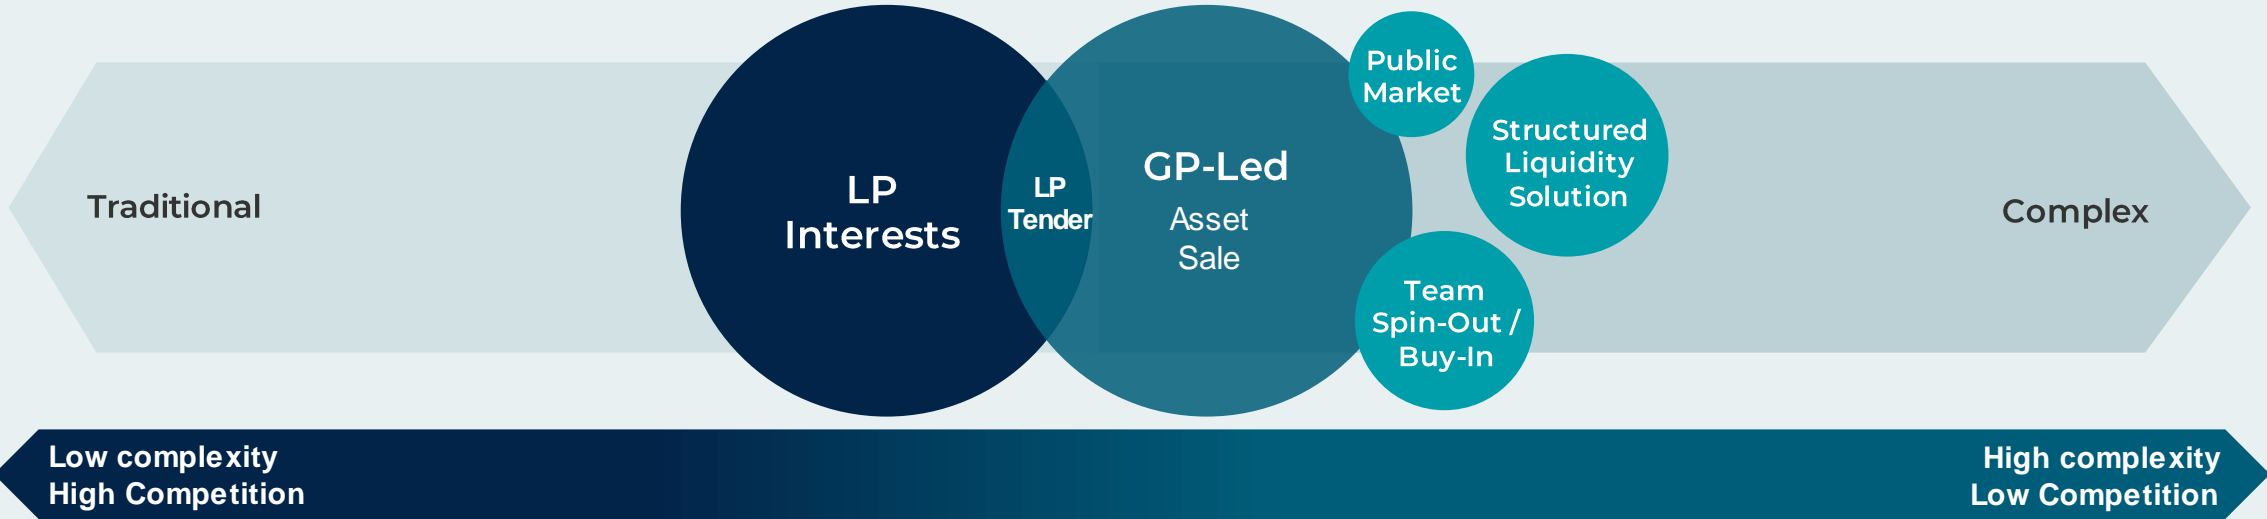 Traditional
LP
Interests
LP
Tender
GP-Led
Asset
Sale
Public
Market
Structured
Liquidity
Solution
Team
Spin-Out /
Buy-In
Complex
Low complexity
High Competition
High complexity
Low Competition